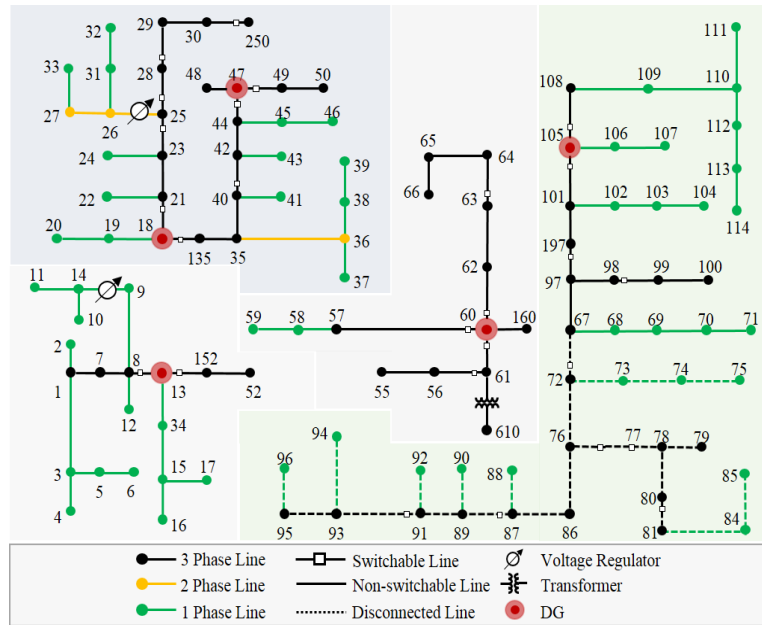 32 29 30 250
33 31 28 48 47 49 50
27 26 25 44 45 46
24 23 42 43 39
22 21 40 41 38
20 19 18 135 35 36
37
65 64
66 63
62
59 58 57 60 160
55 56 61
610
11 14 9
10
2
1 7 8 13 152 52
12 34
3 5 6 15 17
4 16
111
108 109 110
105 106 107 112
113
101 102 103 104
114
197
97 98 99 100
67 68 69 70 71
72 73 74 75
76 77 78 79
80 85
81 84
96 94 92 90 88
95 93 91 89 87 86
3 Phase Line
Switchable Line
Voltage Regulator
2 Phase Line
Non-switchable Line
Transformer
1 Phase Line
Disconnected Line
DG